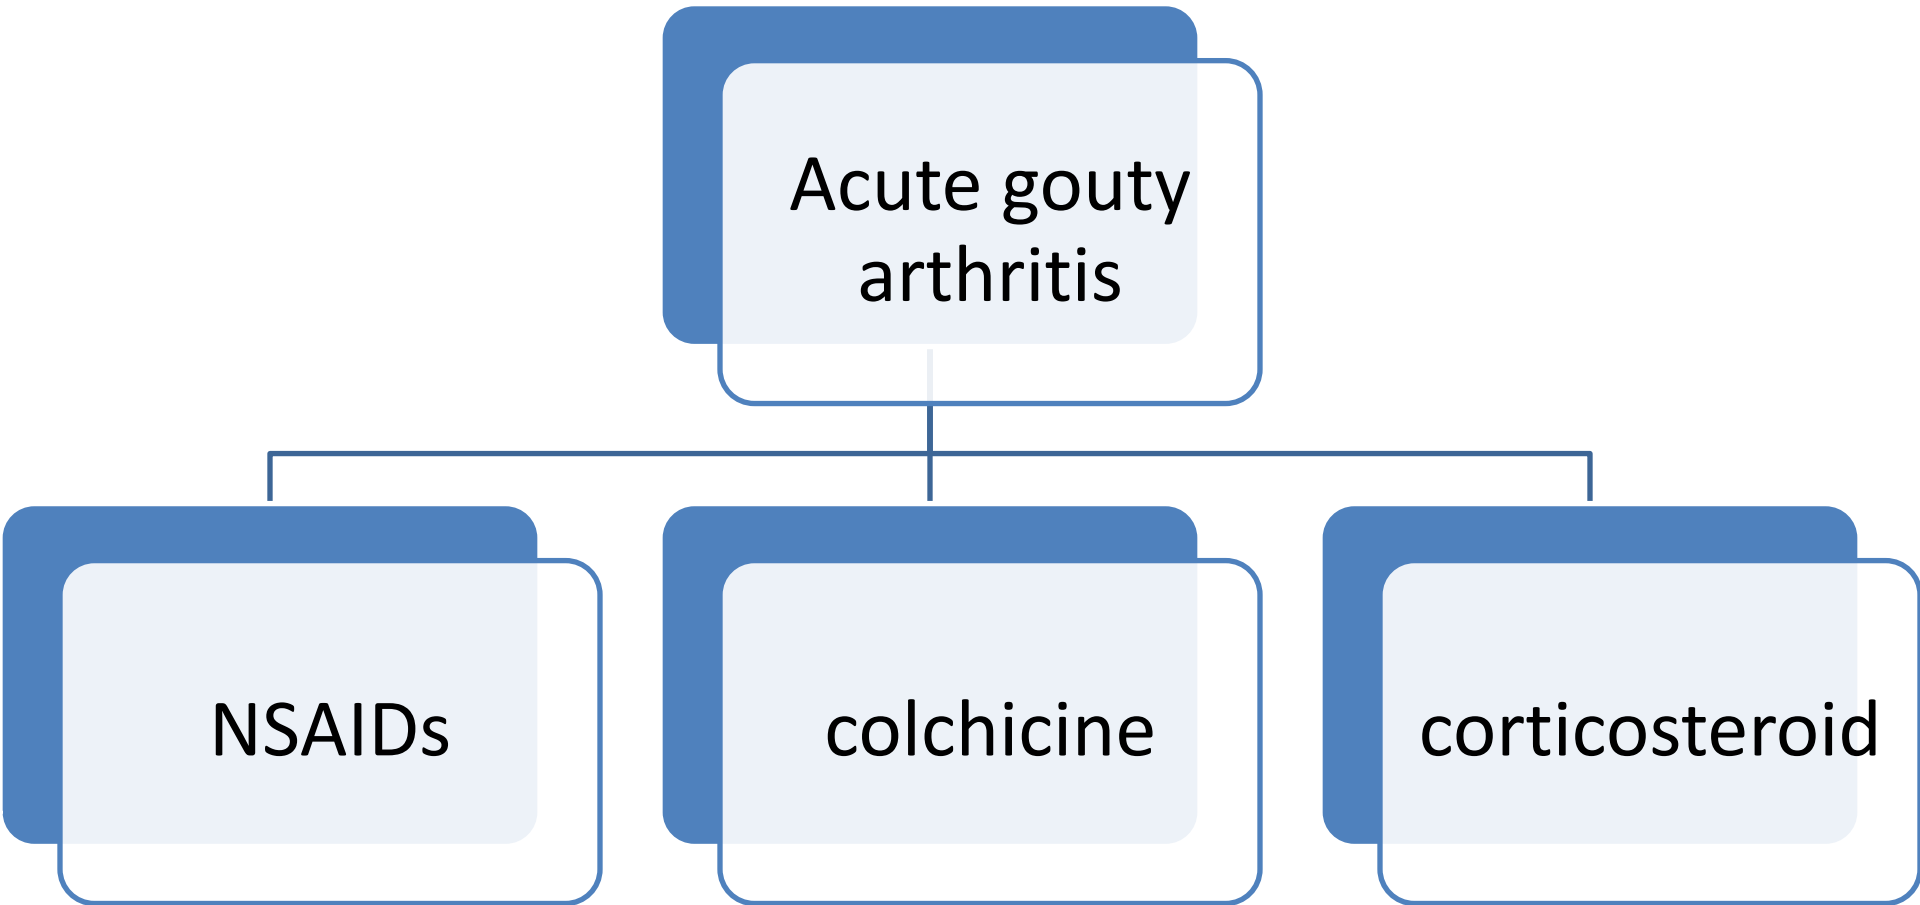 Acute gouty
arthritis
NSAIDs
colchicine
corticosteroid